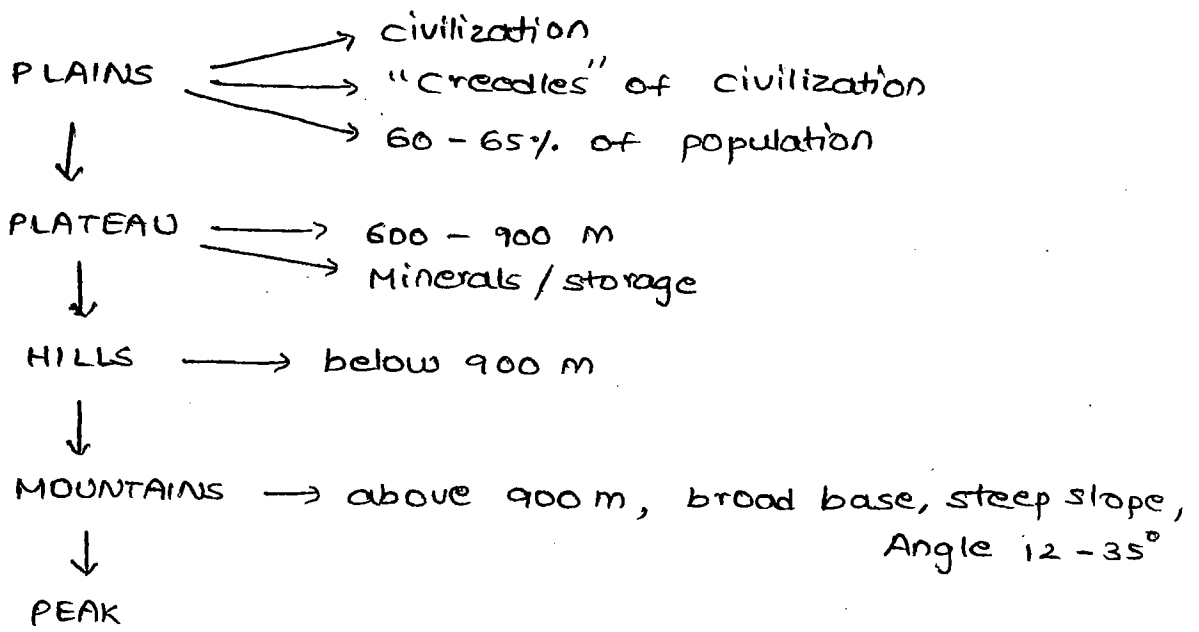 civilization
PLAINS → "creodles" of civilization
→ 60 - 65% of population
↓
PLATEAU → 600 - 900 m
→ Minerals / storage
↓
HILLS → below 900 m
↓
MOUNTAINS → above 900 m, broad base, steep slope,
Angle 12 - 35°
↓
PEAK